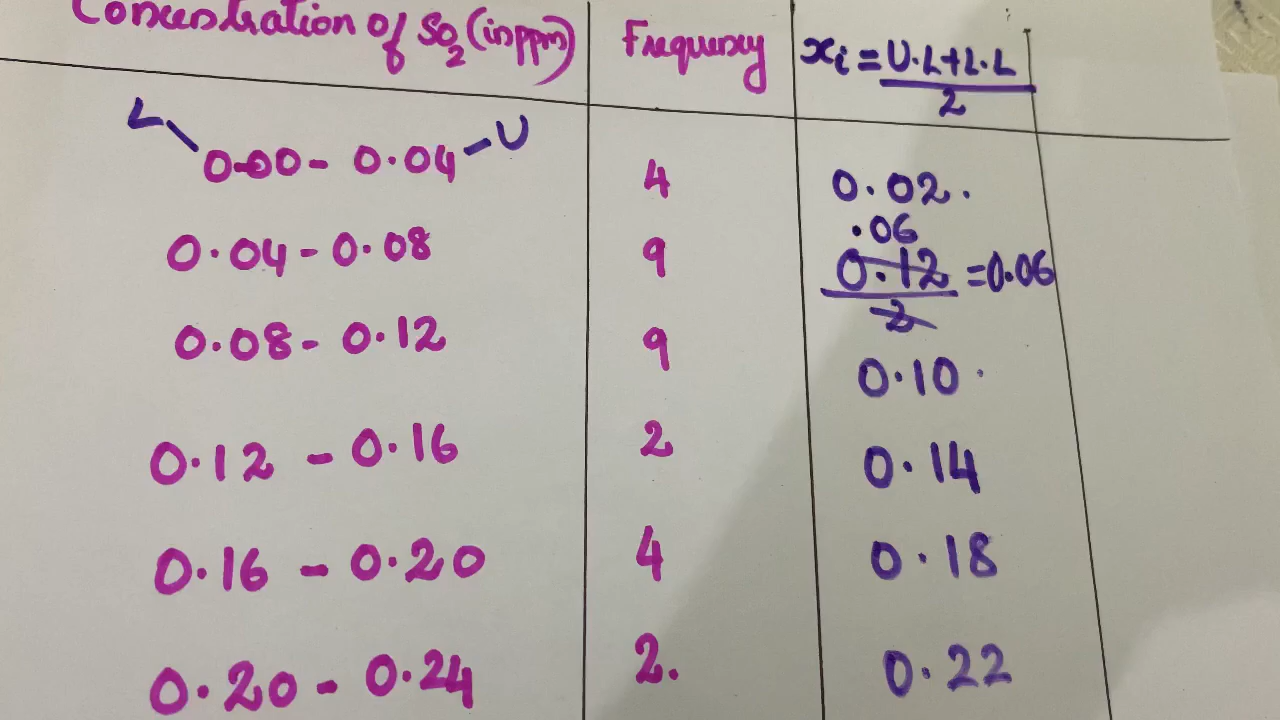 Concentration of SO2 (in ppm) Frequency xi = U.L+L.L
2
L U
0.00 - 0.04 4 0.02.
.06
0.04 - 0.08 9 0.12 = 0.06
2
0.08 - 0.12 9 0.10
0.12 - 0.16 2 0.14
0.16 - 0.20 4 0.18
0.20 - 0.24 2. 0.22